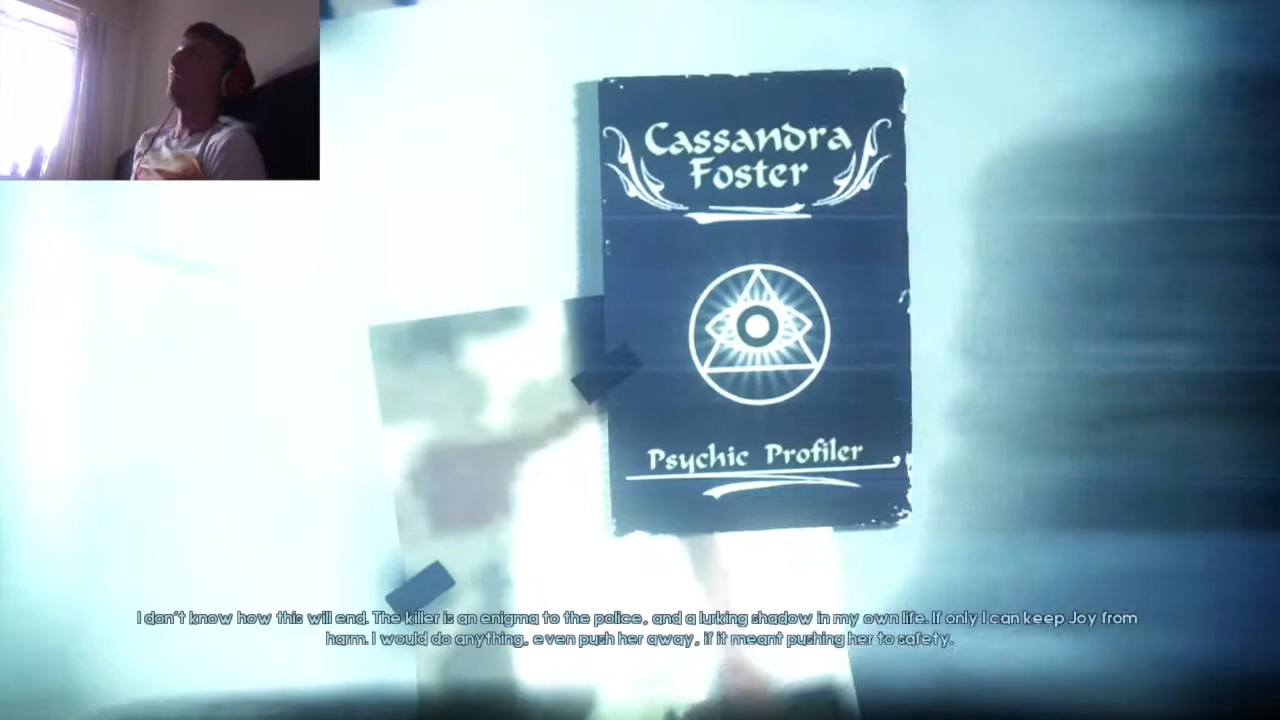 Cassandra
Foster
Psychic Profiler
I don't know how this will end. The killer is an enigma to the police, and a lurking shadow in my own life. If only I can keep Joy from
harm. I would do anything, even push her away, if it meant pushing her to safety.